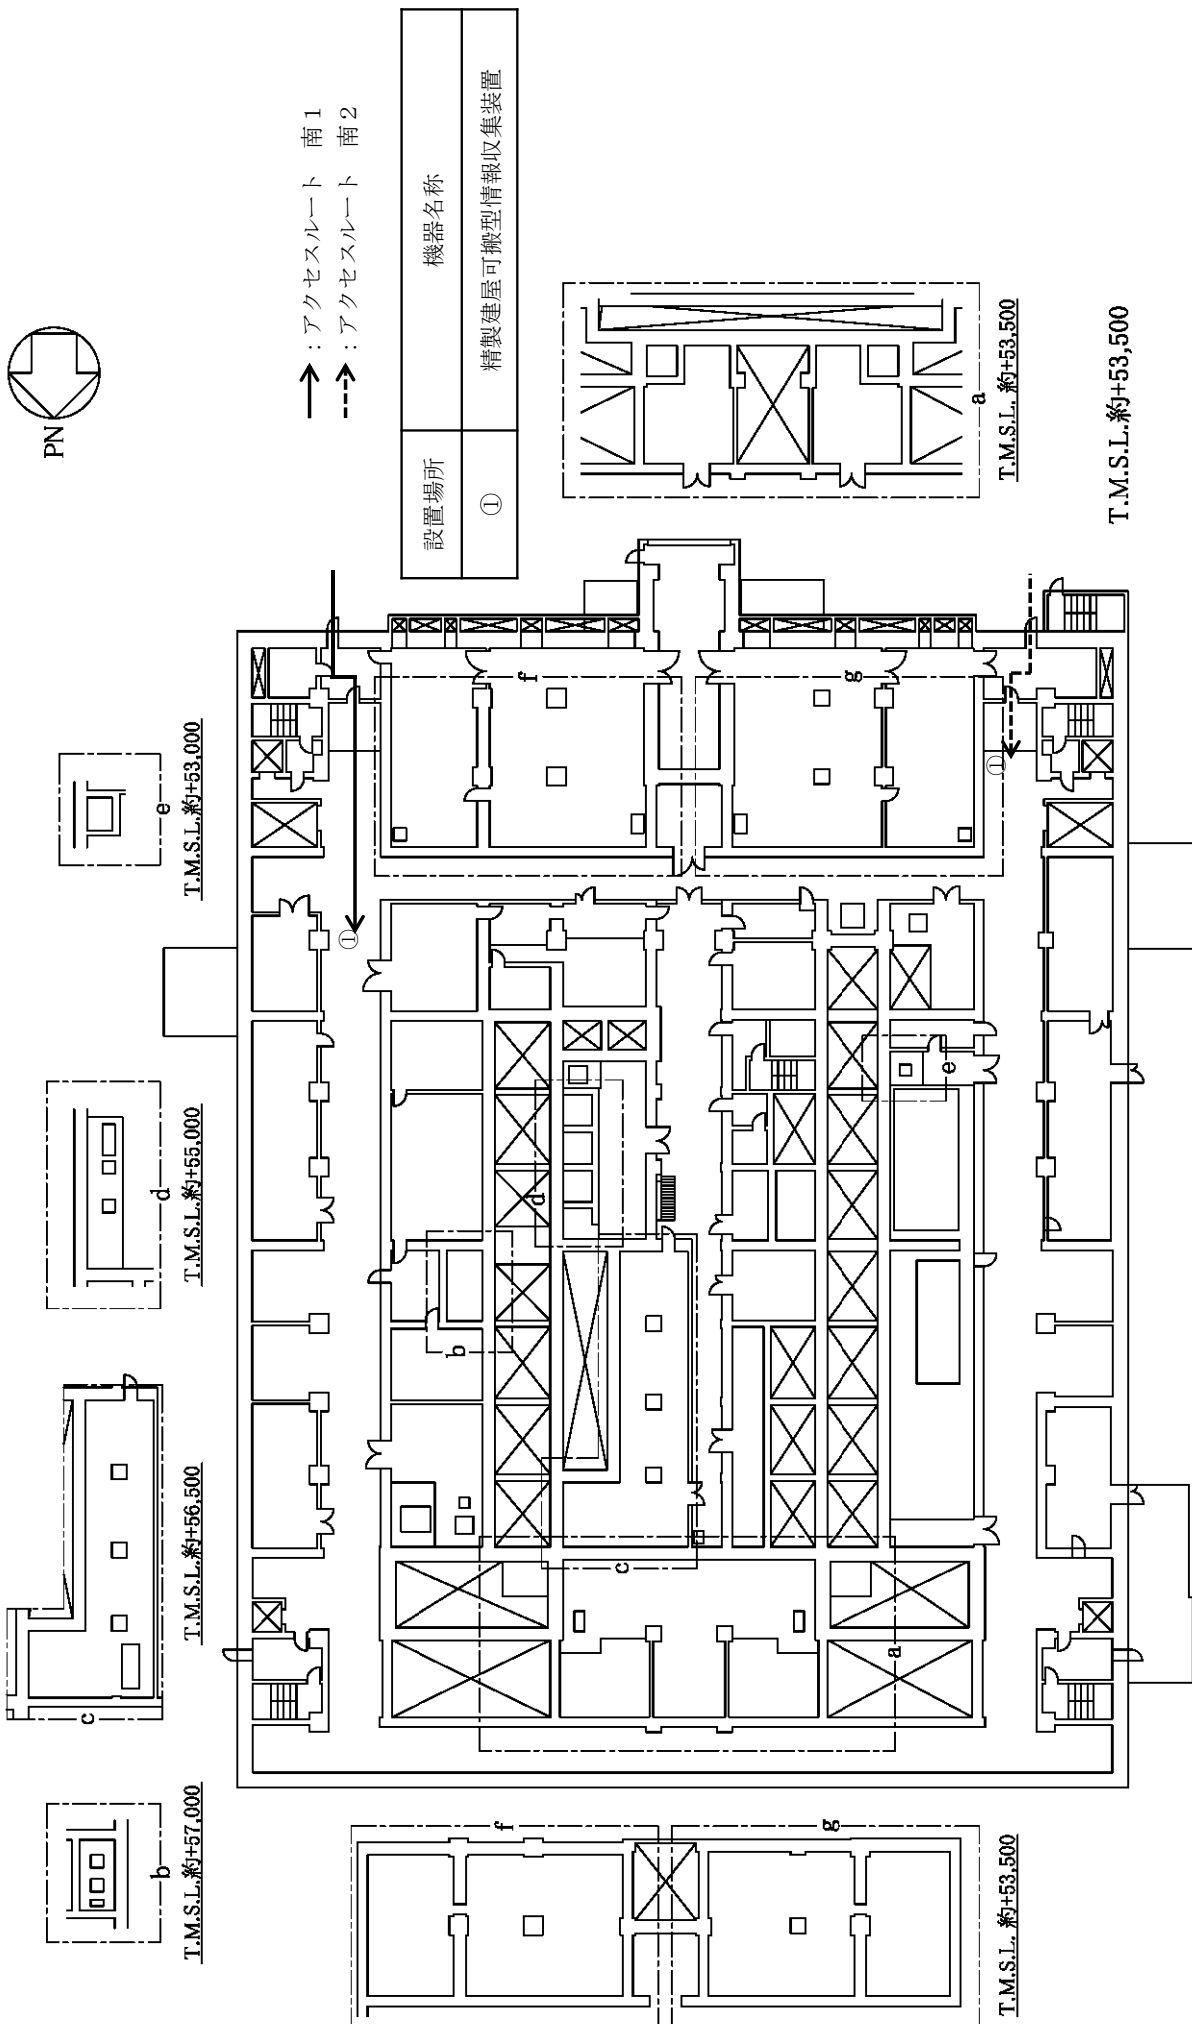 PN
：アクセスルート　南１
：アクセスルート　南２
設置場所
機器名称
①
精製建屋可搬型情報収集装置
b
T.M.S.L.約+57,000
c
T.M.S.L.約+56,500
d
T.M.S.L.約+55,000
e
T.M.S.L.約+53,000
a
T.M.S.L. 約+53,500
T.M.S.L.約+53,500
f
g
T.M.S.L. 約+53,500
①
①
a
b
c
d
e
f
g